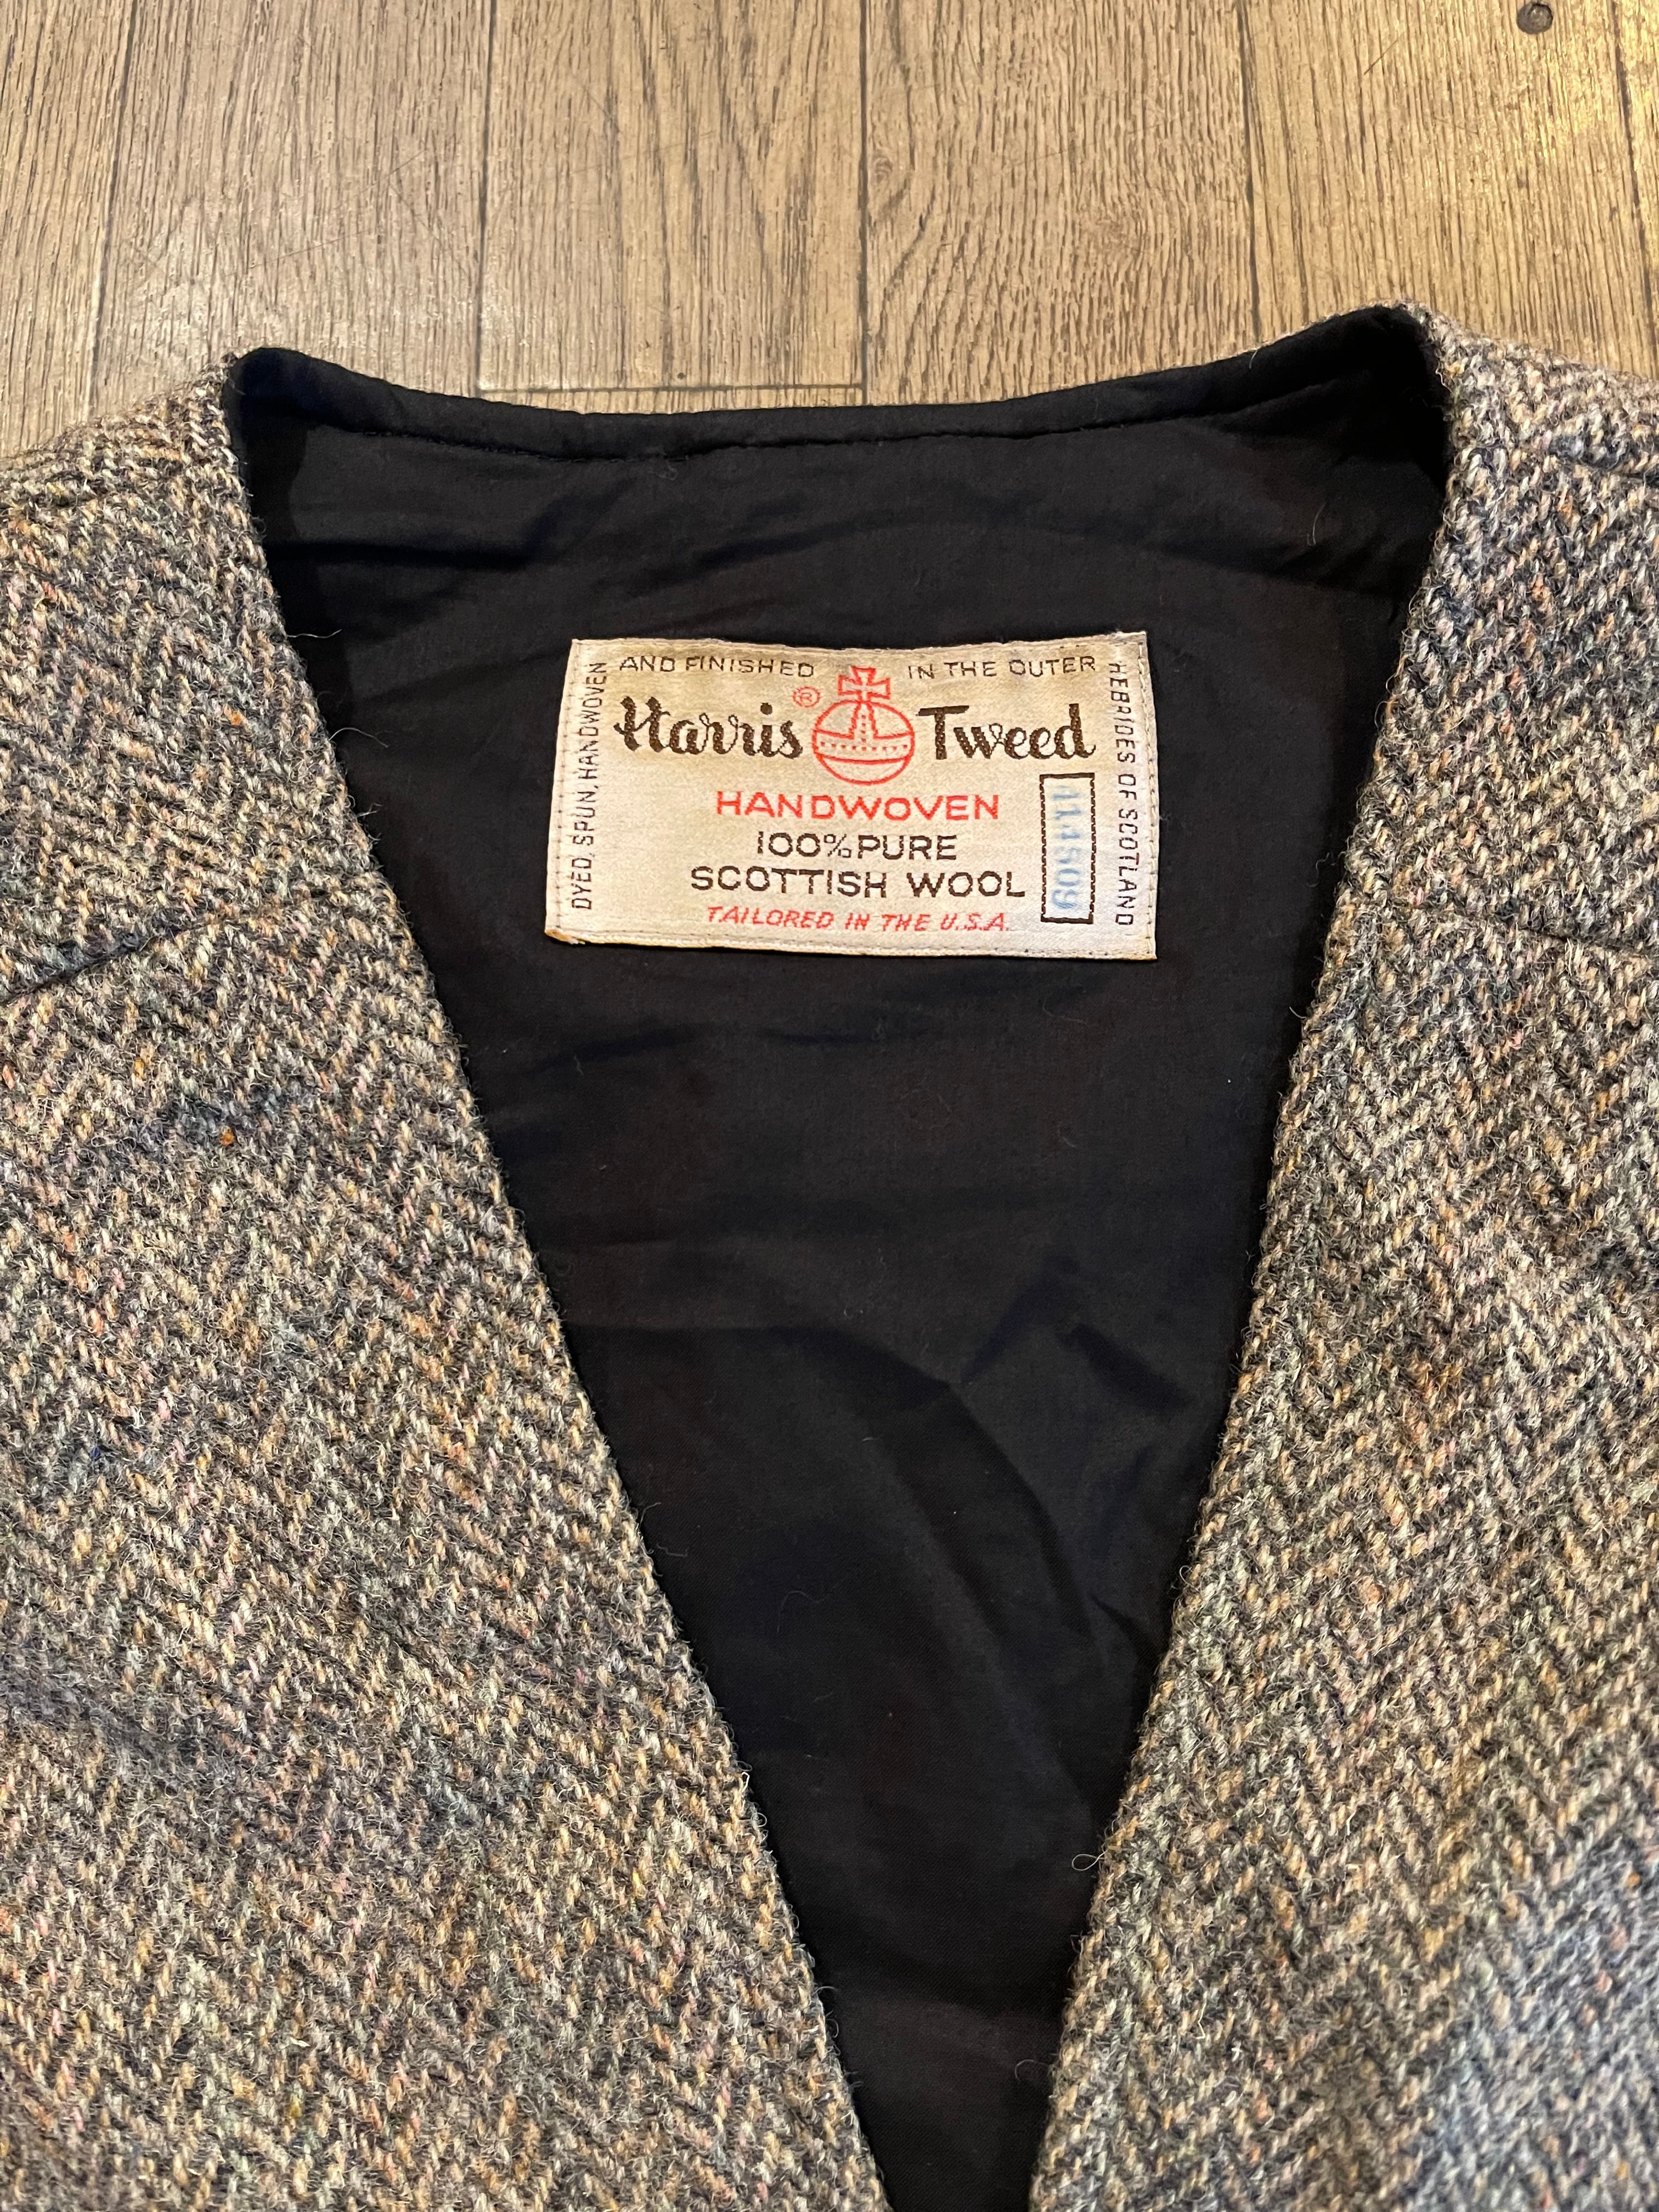 DYED, SPUN, HANDWOVEN
AND FINISHED
IN THE OUTER
HEBRIDES OF SCOTLAND
Harris ® Tweed
HANDWOVEN
100% PURE
SCOTTISH WOOL
TAILORED IN THE U.S.A.